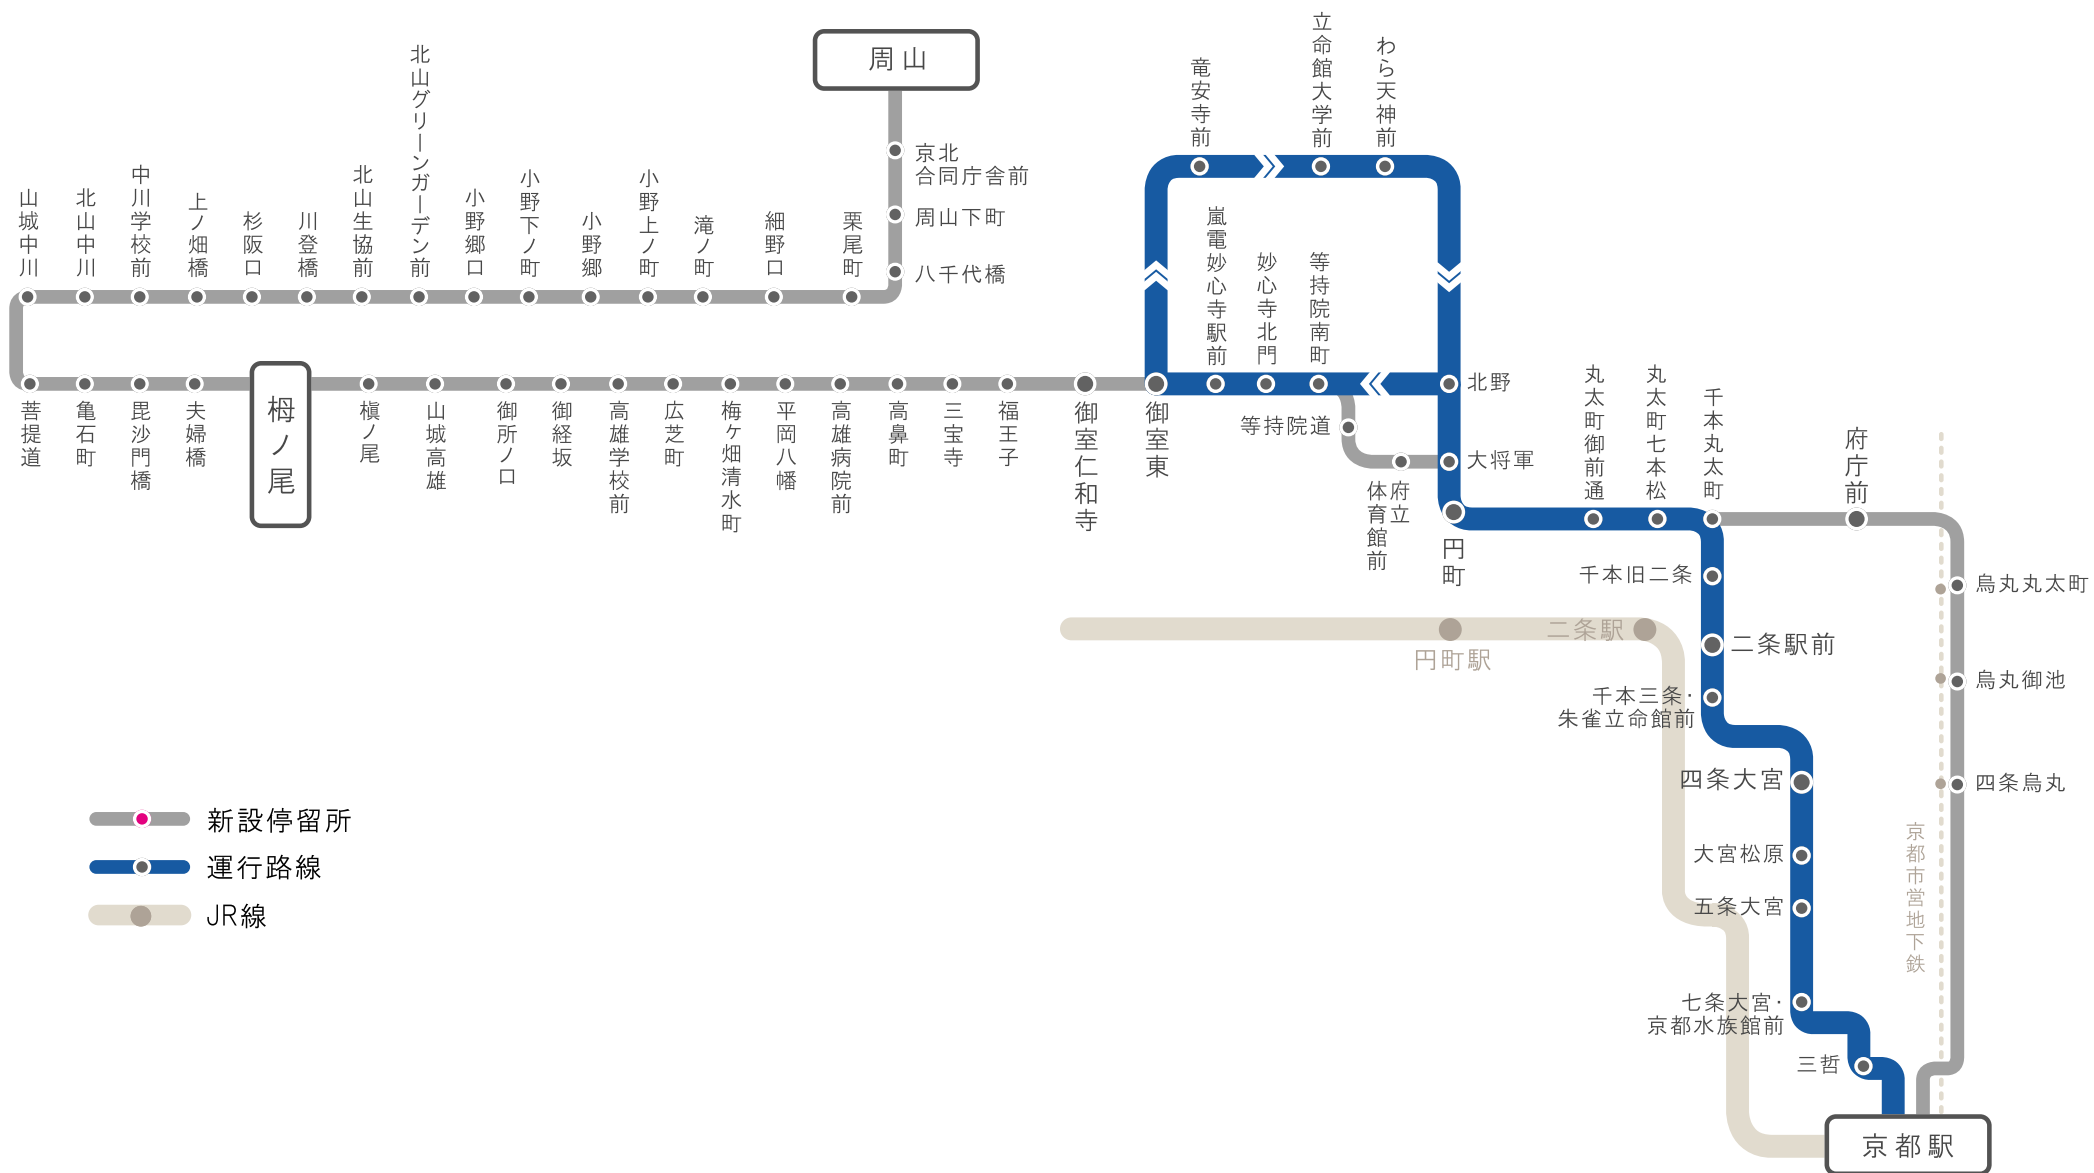 周山
京北
合同庁舎前
周山下町
八千代橋
山城中川
北山中川
中川学校前
上ノ畑橋
杉阪口
川登橋
北山生協前
北山グリーンガーデン前
小野郷口
小野下ノ町
小野郷
小野上ノ町
滝ノ町
細野口
栗尾町
菩提道
亀石町
毘沙門橋
夫婦橋
栂ノ尾
槇ノ尾
山城高雄
御所ノ口
御経坂
高雄学校前
広芝町
梅ヶ畑清水町
平岡八幡
高雄病院前
高鼻町
三宝寺
福王子
御室仁和寺
御室東
竜安寺前
立命館大学前
わら天神前
嵐電妙心寺駅前
妙心寺北門
等持院南町
北野
等持院道
府立
体育館前
大将軍
円町
丸太町御前通
丸太町七本松
千本丸太町
府庁前
千本旧二条
二条駅前
千本三条・
朱雀立命館前
四条大宮
大宮松原
五条大宮
七条大宮・
京都水族館前
三哲
烏丸丸太町
烏丸御池
四条烏丸
京都市営地下鉄
円町駅
二条駅
京都駅
新設停留所
運行路線
JR線